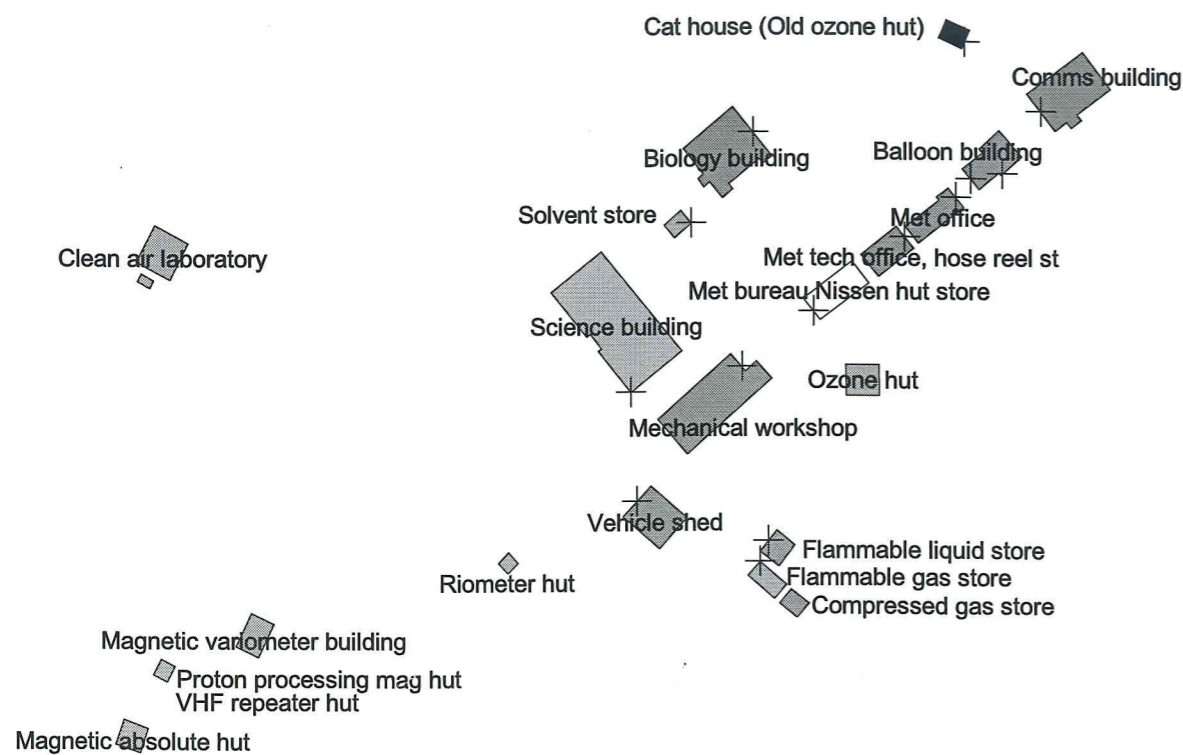 Cat house (Old ozone hut)
Comms building
Biology building
Balloon building
Solvent store
Met office
Clean air laboratory
Met tech office, hose reel st
Met bureau Nissen hut store
Science building
Ozone hut
Mechanical workshop
Vehicle shed
Flammable liquid store
Riometer hut
Flammable gas store
Compressed gas store
Magnetic variometer building
Proton processing mag hut
VHF repeater hut
Magnetic absolute hut